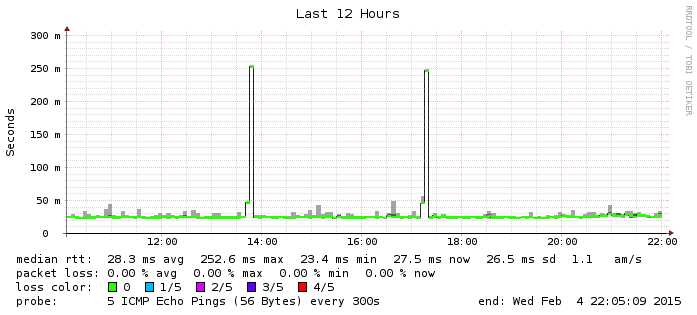 Last 12 Hours
RRDTOOL / TOBI OETIKER
Seconds
300 m
250 m
200 m
150 m
100 m
50 m
0
12:00 14:00 16:00 18:00 20:00 22:00
median rtt: 28.3 ms avg 252.6 ms max 23.4 ms min 27.5 ms now 26.5 ms sd 1.1 am/s
packet loss: 0.00 % avg 0.00 % max 0.00 % min 0.00 % now
loss color: 0 1/5 2/5 3/5 4/5
probe: 5 ICMP Echo Pings (56 Bytes) every 300s end: Wed Feb 4 22:05:09 2015